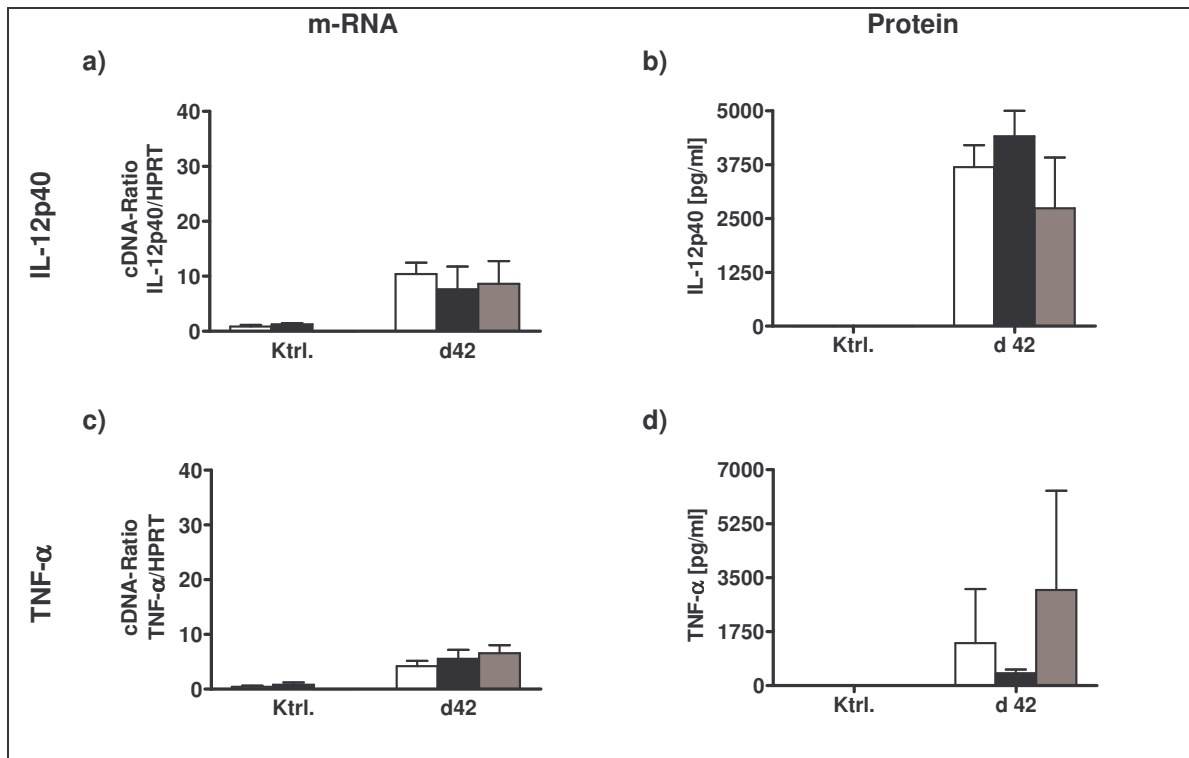 m-RNA
Protein
IL-12p40
a)
cDNA-Ratio
IL-12p40/HPRT
40
30
20
10
0
Ktrl.
d42
b)
IL-12p40 [pg/ml]
5000
3750
2500
1250
0
Ktrl.
d 42
TNF-α
c)
cDNA-Ratio
TNF-α/HPRT
40
30
20
10
0
Ktrl.
d42
d)
TNF-α [pg/ml]
7000
5250
3500
1750
0
Ktrl.
d 42